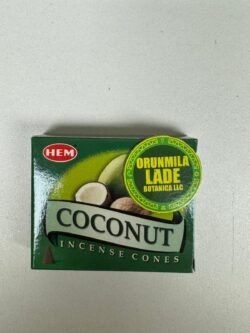 HEM
ORUNMILA
LADE
BOTANICA LLC
COCONUT
INCENSE CONES